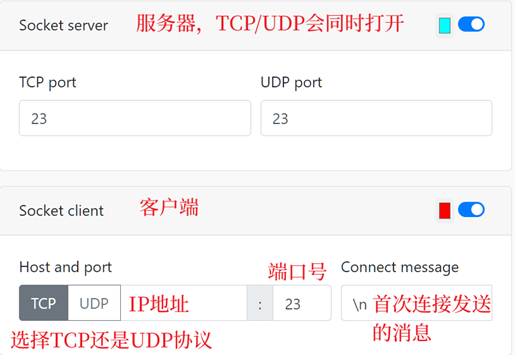 Socket server 服务器，TCP/UDP会同时打开
TCP port UDP port
23 23
Socket client 客户端
Host and port 端口号 Connect message
TCP UDP IP地址 : 23 \n 首次连接发送
的消息
选择TCP还是UDP协议